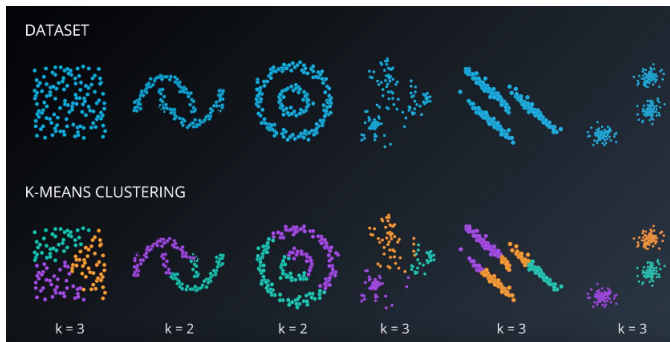 DATASET
K-MEANS CLUSTERING
k = 3
k = 2
k = 2
k = 3
k = 3
k = 3